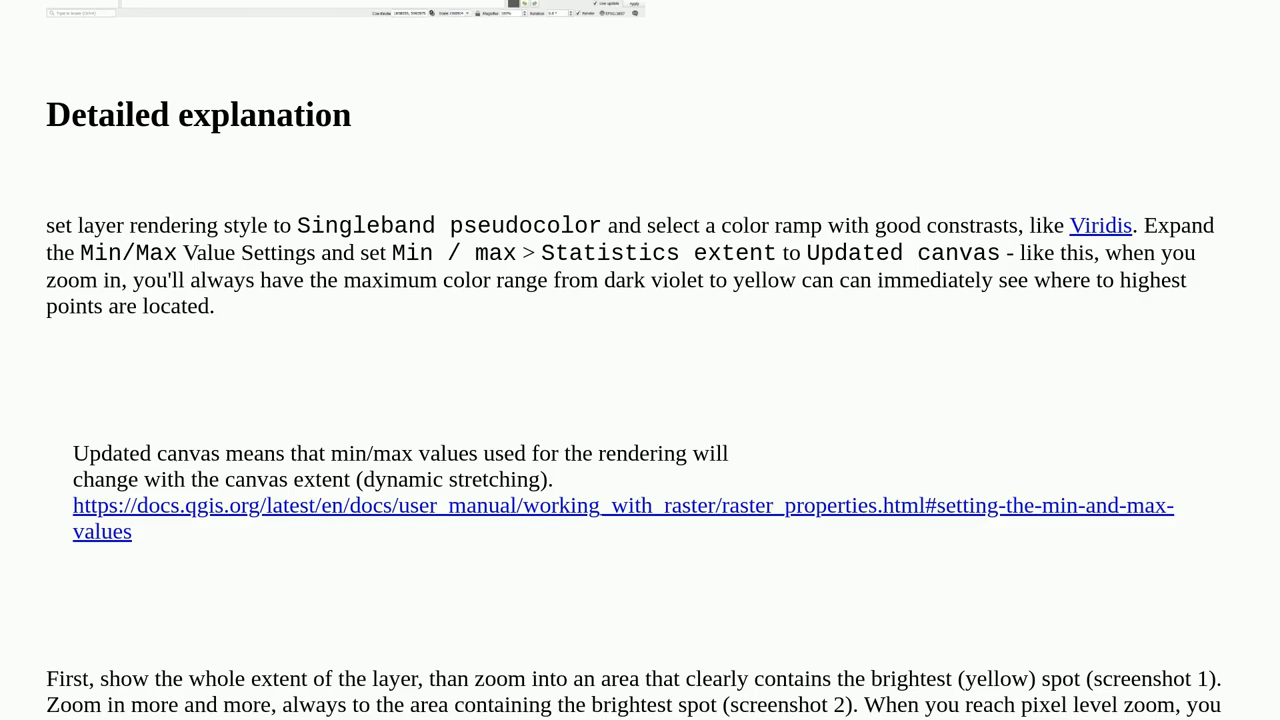 Detailed explanation
set layer rendering style to Singleband pseudocolor and select a color ramp with good constrasts, like Viridis. Expand
the Min/Max Value Settings and set Min / max > Statistics extent to Updated canvas - like this, when you
zoom in, you'll always have the maximum color range from dark violet to yellow can can immediately see where to highest
points are located.
Updated canvas means that min/max values used for the rendering will
change with the canvas extent (dynamic stretching).
https://docs.qgis.org/latest/en/docs/user_manual/working_with_raster/raster_properties.html#setting-the-min-and-max-
values
First, show the whole extent of the layer, than zoom into an area that clearly contains the brightest (yellow) spot (screenshot 1).
Zoom in more and more, always to the area containing the brightest spot (screenshot 2). When you reach pixel level zoom, you